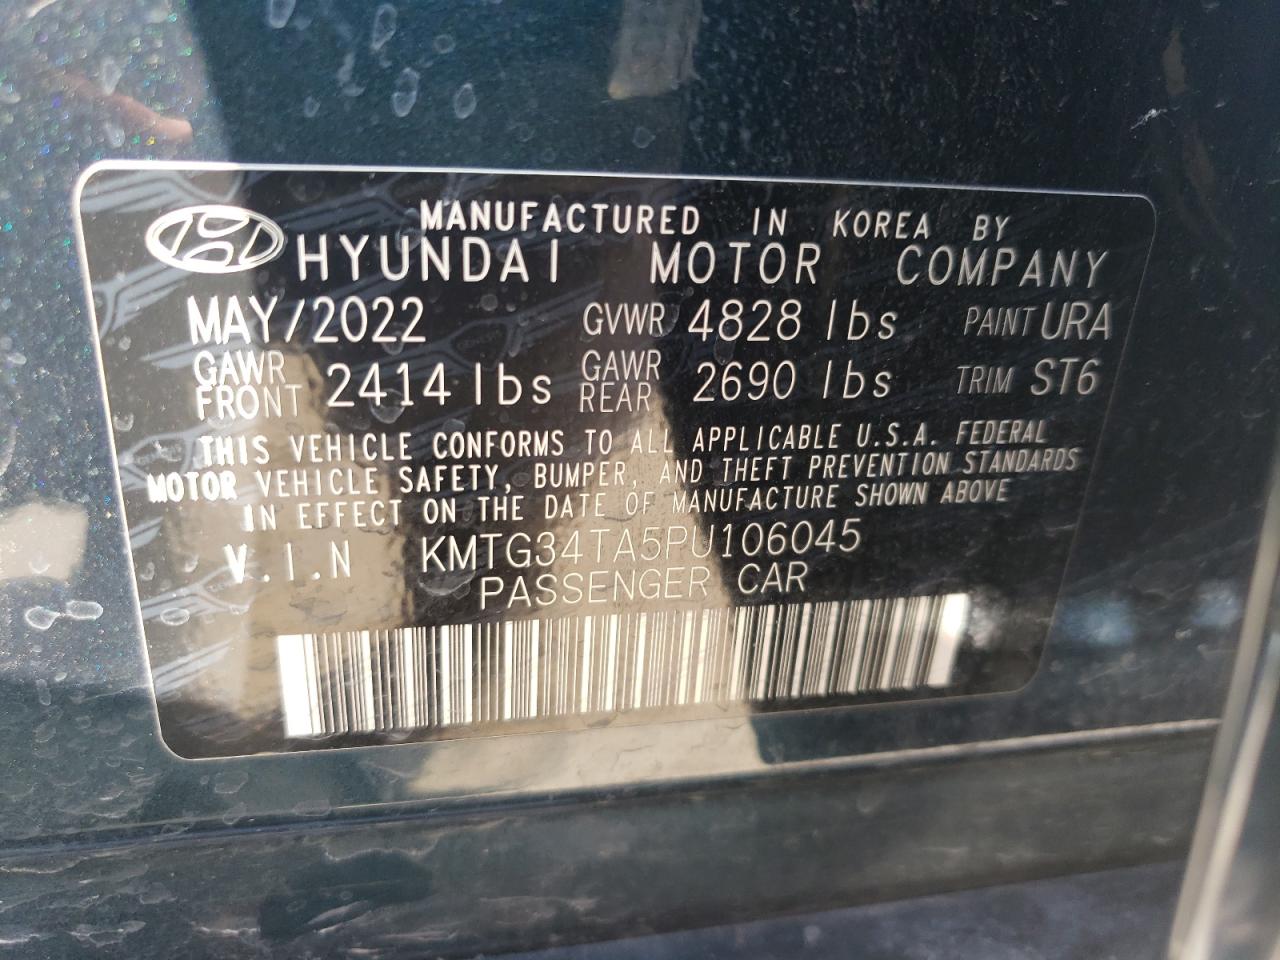 MANUFACTURED IN KOREA BY
HYUNDAI MOTOR COMPANY
MAY/2022 GVWR 4828 lbs PAINT URA
GAWR FRONT 2414 lbs GAWR REAR 2690 lbs TRIM ST6
THIS VEHICLE CONFORMS TO ALL APPLICABLE U.S.A. FEDERAL
MOTOR VEHICLE SAFETY, BUMPER, AND THEFT PREVENTION STANDARDS
IN EFFECT ON THE DATE OF MANUFACTURE SHOWN ABOVE
V.I.N KMTG34TA5PU106045
PASSENGER CAR